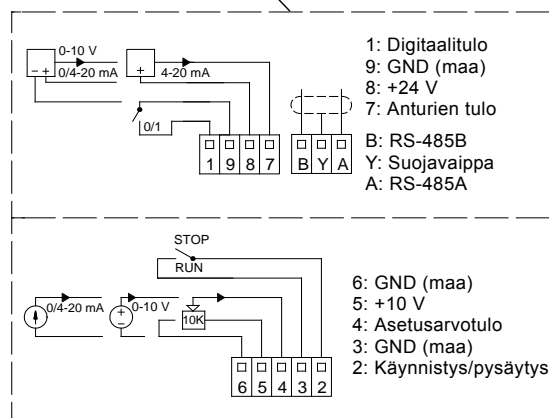 0-10 V
0/4-20 mA
4-20 mA
- +
+
0/1
1 9 8 7
B Y A
1: Digitaalitulo
9: GND (maa)
8: +24 V
7: Anturien tulo
B: RS-485B
Y: Suojavaippa
A: RS-485A
STOP
RUN
0/4-20 mA
+
-
0-10 V
10K
6 5 4 3 2
6: GND (maa)
5: +10 V
4: Asetusarvotulo
3: GND (maa)
2: Käynnistys/pysäytys